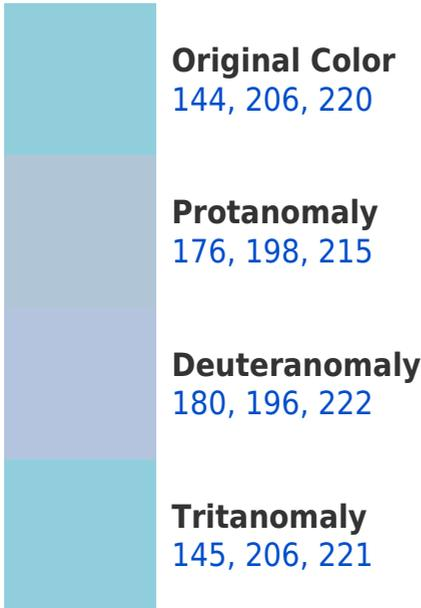 Original Color
144, 206, 220
Protanomaly
176, 198, 215
Deuteranomaly
180, 196, 222
Tritanomaly
145, 206, 221